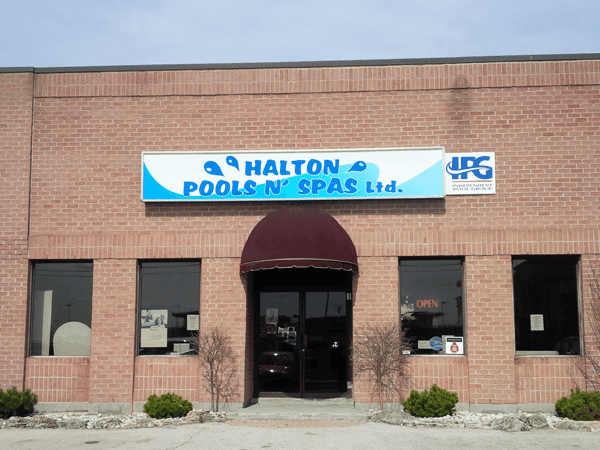 HALTON
POOLS N' SPAS Ltd.
IPG
INDEPENDENT
POOL GROUP
OPEN